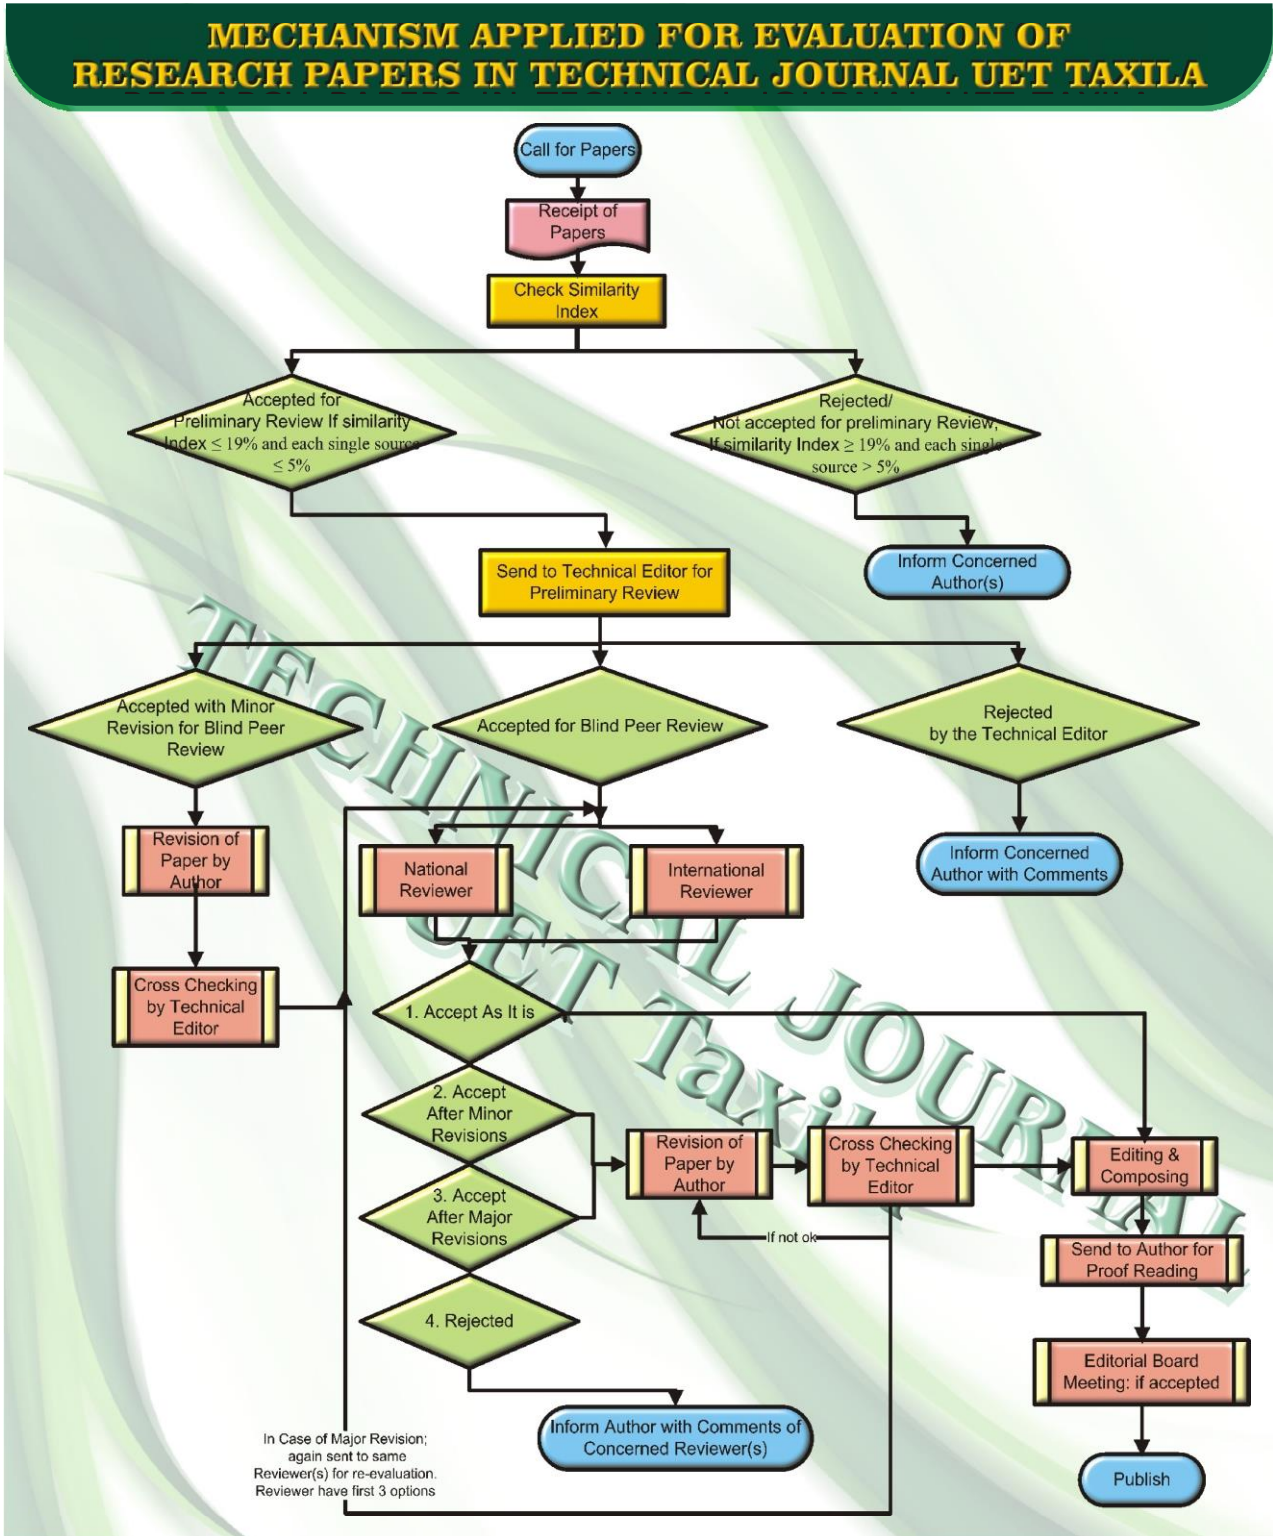 MECHANISM APPLIED FOR EVALUATION OF
RESEARCH PAPERS IN TECHNICAL JOURNAL UET TAXILA
Call for Papers
Receipt of
Papers
Check Similarity
Index
Accepted for
Preliminary Review If similarity
Index ≤ 19% and each single source
≤ 5%
Rejected/
Not accepted for preliminary Review,
If similarity Index ≥ 19% and each single
source > 5%
Inform Concerned
Author(s)
Send to Technical Editor for
Preliminary Review
Accepted with Minor
Revision for Blind Peer
Review
Accepted for Blind Peer Review
Rejected
by the Technical Editor
Revision of
Paper by
Author
National
Reviewer
International
Reviewer
Inform Concerned
Author with Comments
Cross Checking
by Technical
Editor
1. Accept As It is
2. Accept
After Minor
Revisions
3. Accept
After Major
Revisions
4. Rejected
Revision of
Paper by
Author
Cross Checking
by Technical
Editor
If not ok
Editing &
Composing
Send to Author for
Proof Reading
Editorial Board
Meeting: if accepted
Publish
Inform Author with Comments of
Concerned Reviewer(s)
In Case of Major Revision;
again sent to same
Reviewer(s) for re-evaluation.
Reviewer have first 3 options
TECHNICAL JOURNAL
UET Taxila